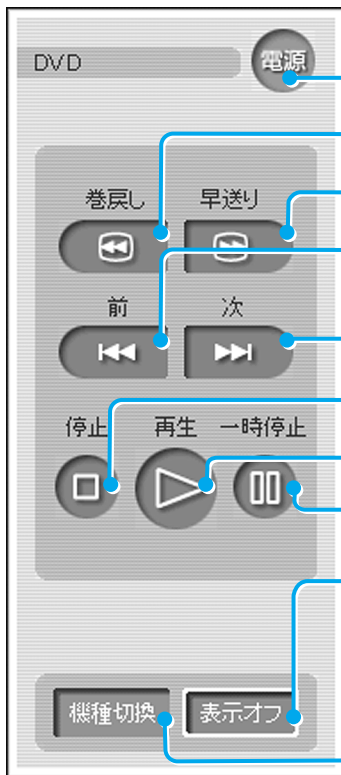 DVD 電源
巻戻し 早送り
前 次
停止 再生 一時停止
機種切換 表示オフ